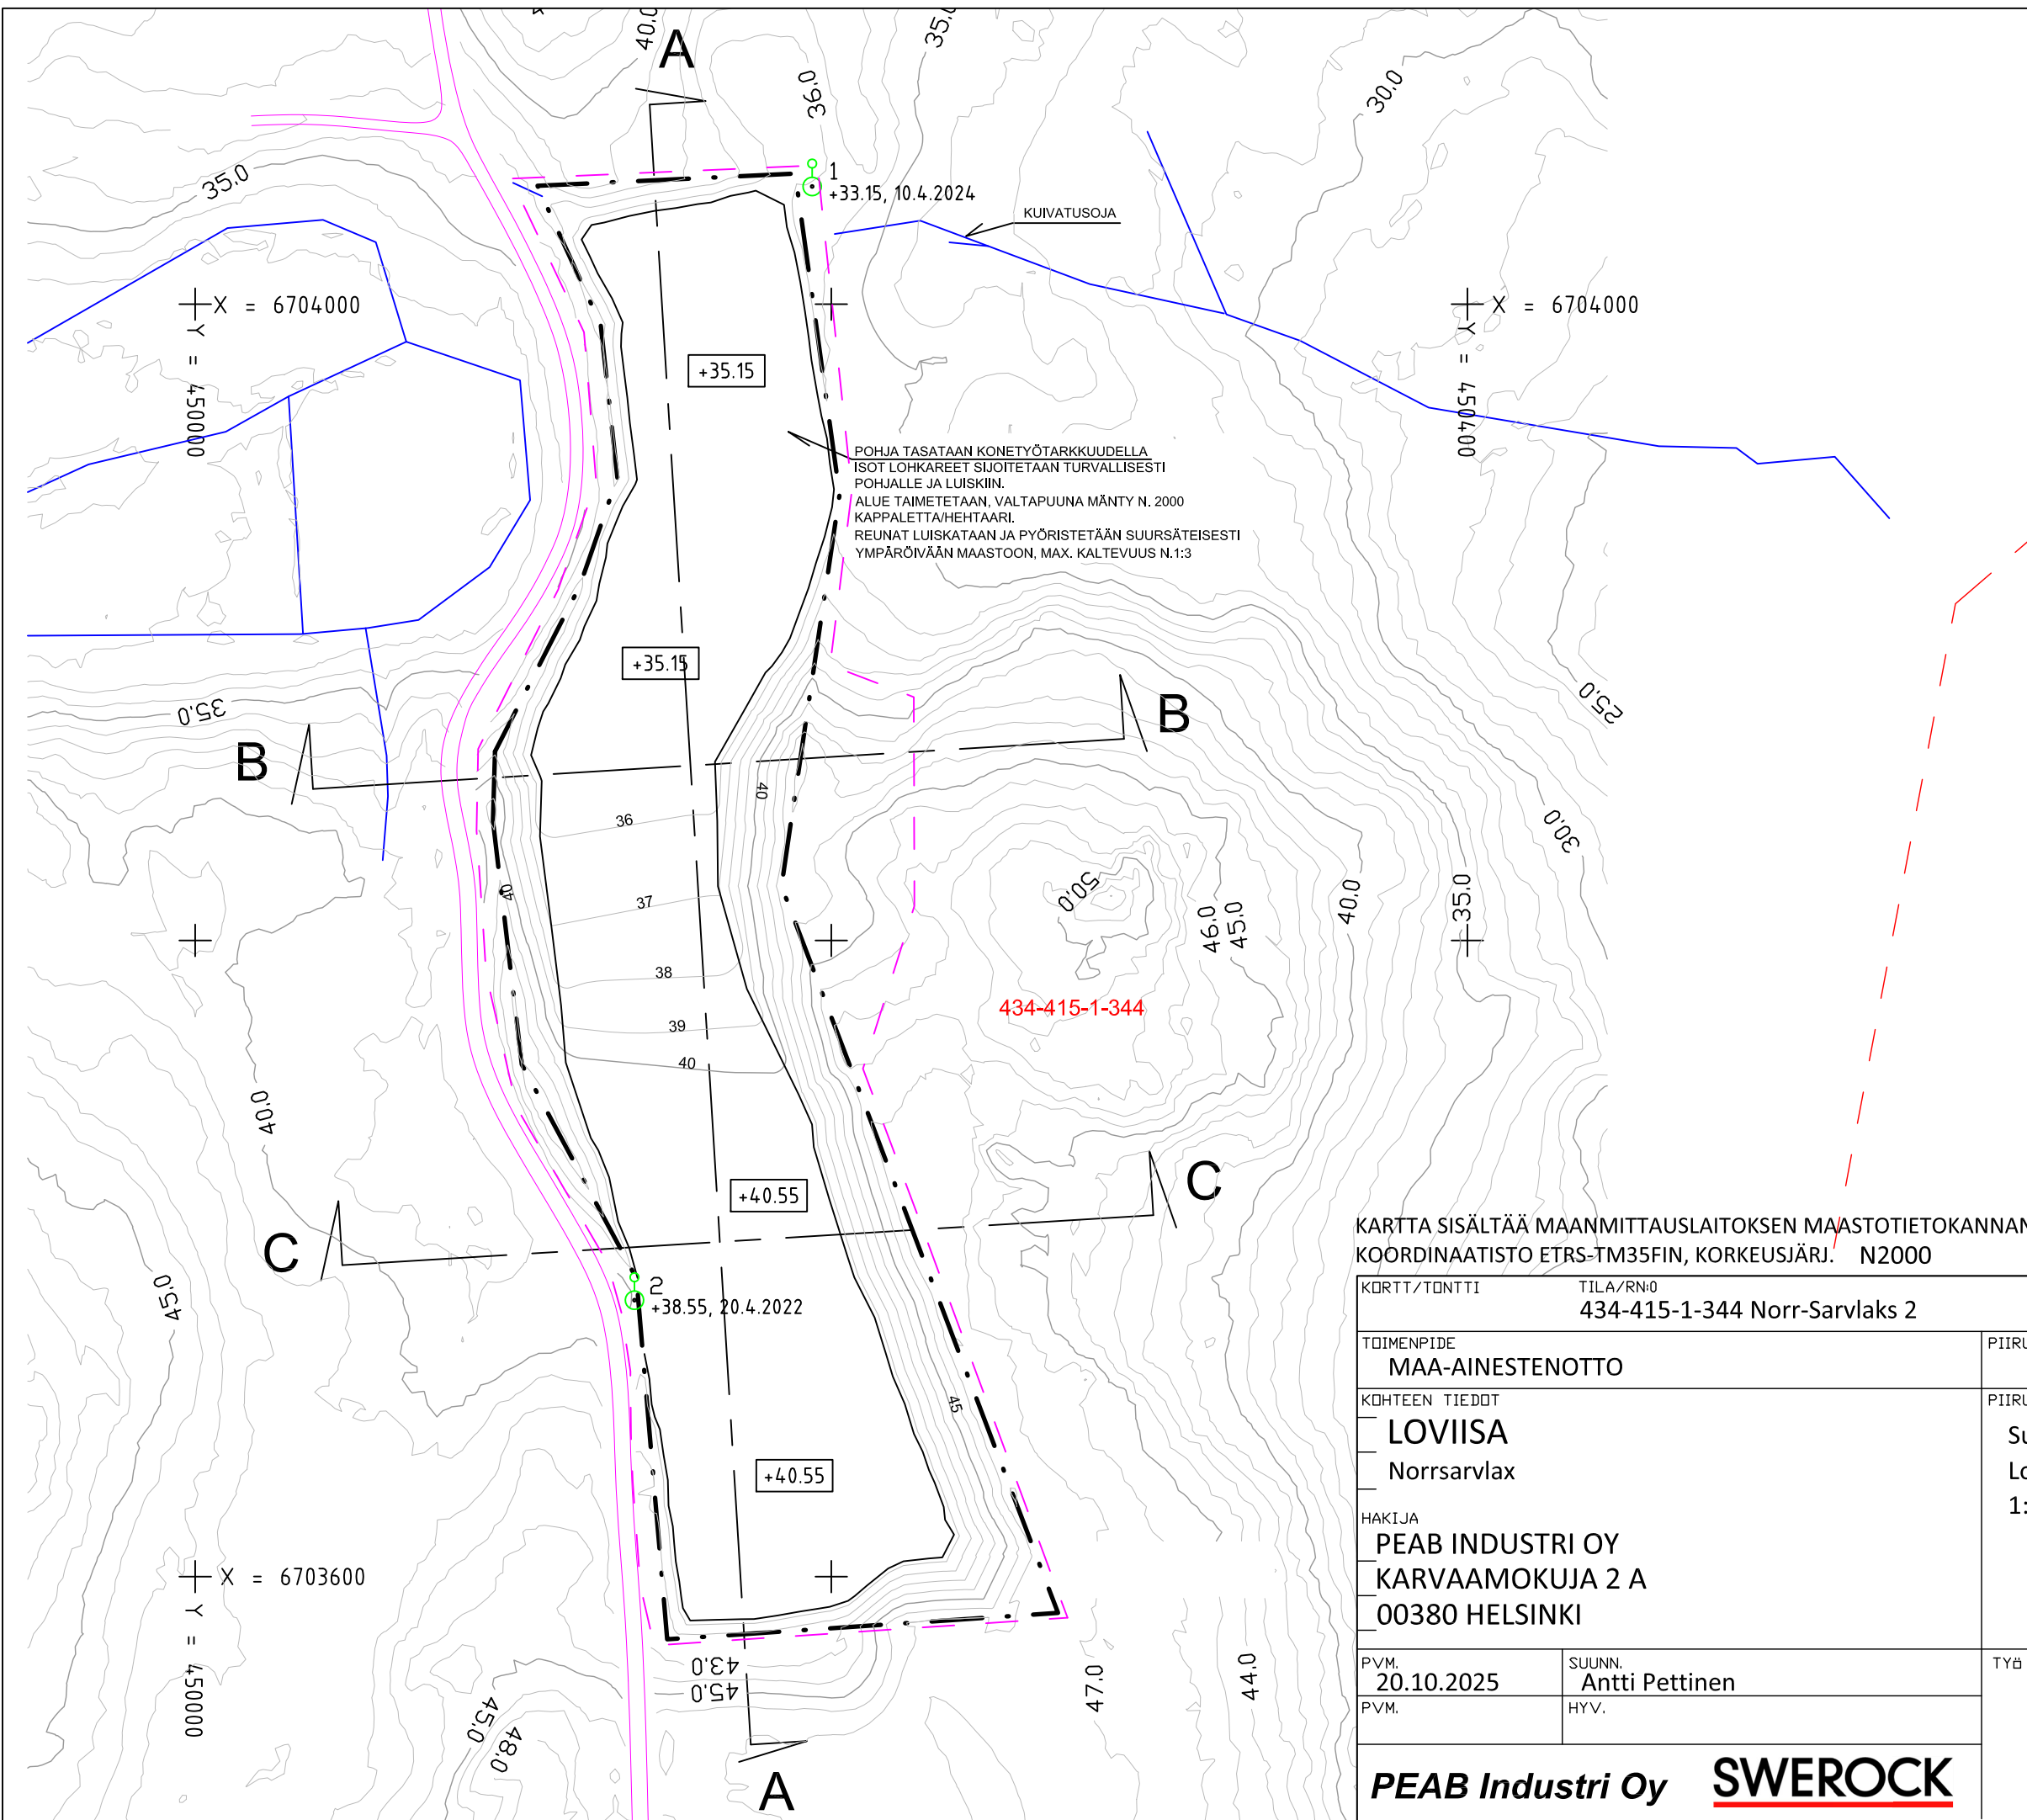 40.0
A
35.0
36.0
30.0
1
+33.15, 10.4.2024
35.0
KUIVATUSOJA
X = 6704000
Y = 450000
X = 6704000
Y = 450400
+35.15
POHJA TASATAAN KONETYÖTARKKUUDELLA
ISOT LOHKAREET SIJOITETAAN TURVALLISESTI
POHJALLE JA LUISKIIN.
ALUE TAIMETETAAN, VALTAPUUNA MÄNTY N. 2000
KAPPALETTA/HEHTAARI.
REUNAT LUISKATAAN JA PYÖRISTETÄÄN SUURSÄTEISESTI
YMPÄRÖIVÄÄN MAASTOON, MAX. KALTEVUUS N.1:3
+35.15
35.0
25.0
B
B
40
36
30.0
40
37
50.0
46.0
45.0
40.0
35.0
38
434-415-1-344
39
40
40.0
+40.55
C
C
45.0
2
+38.55, 20.4.2022
45
+40.55
X = 6703600
Y = 450000
43.0
45.0
47.0
44.0
45.0
48.0
A
KARTTA SISÄLTÄÄ MAANMITTAUSLAITOKSEN MAASTOTIETOKANNAN
KOORDINAATISTO ETRS-TM35FIN, KORKEUSJÄRJ. N2000
KORTT/TONTTI
TILA/RN:O
434-415-1-344 Norr-Sarvlaks 2
TOIMENPIDE
MAA-AINESTENOTTO
PIIRU
KOHTEEN TIEDOT
LOVIISA
Norrsarvlax
PIIRU
Su
Lo
1:
HAKIJA
PEAB INDUSTRI OY
KARVAAMOKUJA 2 A
00380 HELSINKI
PVM.
20.10.2025
SUUNN.
Antti Pettinen
TYÖ
PVM.
HYV.
PEAB Industri Oy
SWEROCK